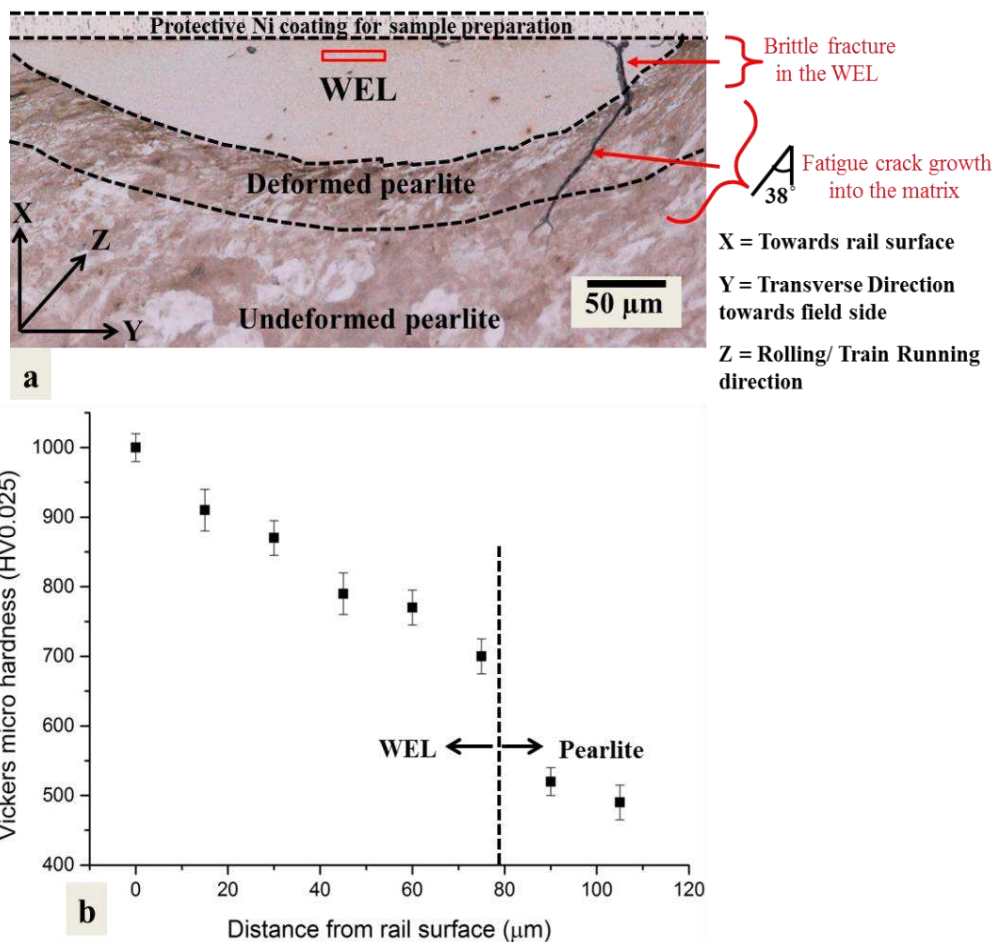 Protective Ni coating for sample preparation
WEL
Brittle fracture
in the WEL
Deformed pearlite
Fatigue crack growth
into the matrix
38°
X
Z
Y
Undeformed pearlite
50 μm
a
X = Towards rail surface
Y = Transverse Direction
towards field side
Z = Rolling/ Train Running
direction
Vickers micro hardness (HV0.025)
1000
900
800
700
600
500
400
WEL
Pearlite
0
20
40
60
80
100
120
b
Distance from rail surface (μm)